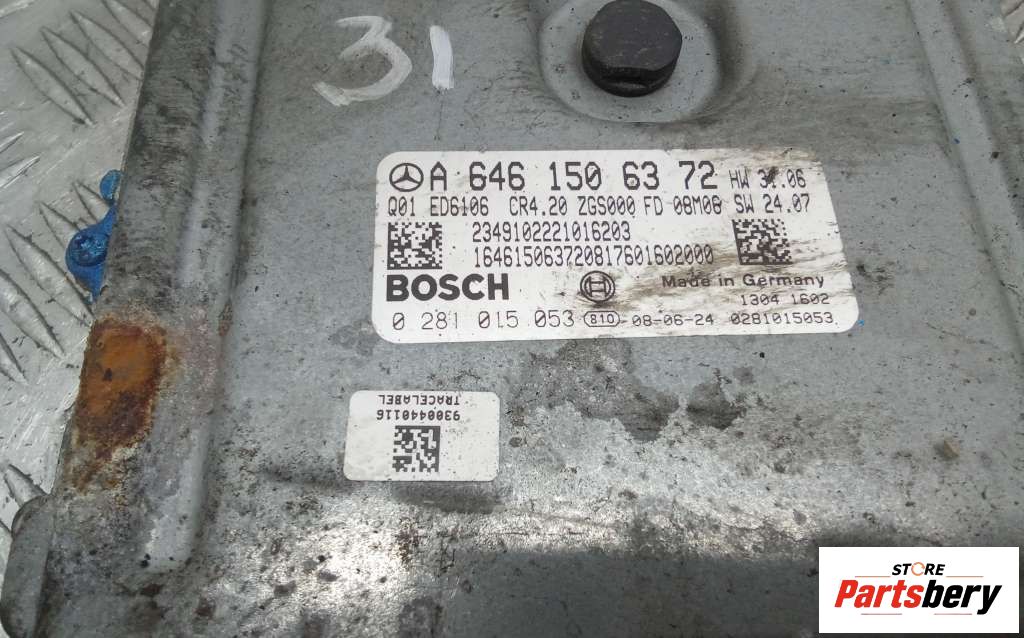 31
A 646 150 63 72 HW 31.06
Q01 ED6106 CR4.20 ZGS000 FD 08M08 SW 24.07
2349102221016203
16461506372081760160200​0
BOSCH Made in Germany
1304 1602
0 281 015 053 810 08-06-24 0281015053
TRACELABEL
9300440116
STORE
Partsbery